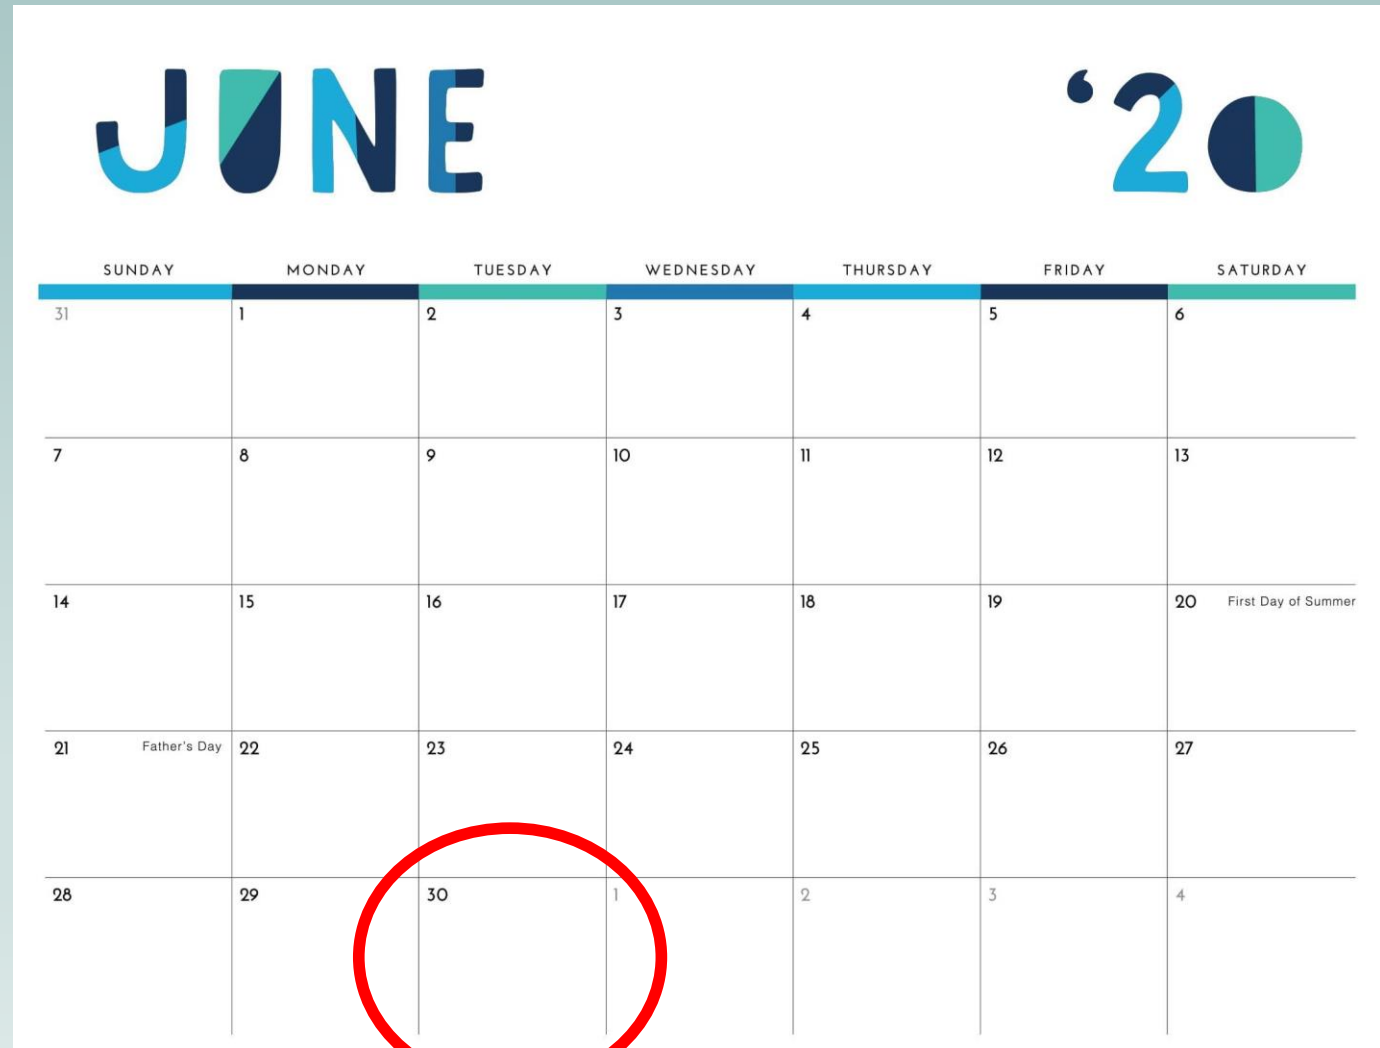 JUNE ‘20
SUNDAY MONDAY TUESDAY WEDNESDAY THURSDAY FRIDAY SATURDAY
31 1 2 3 4 5 6
7 8 9 10 11 12 13
14 15 16 17 18 19 20 First Day of Summer
21 Father's Day 22 23 24 25 26 27
28 29 30 1 2 3 4